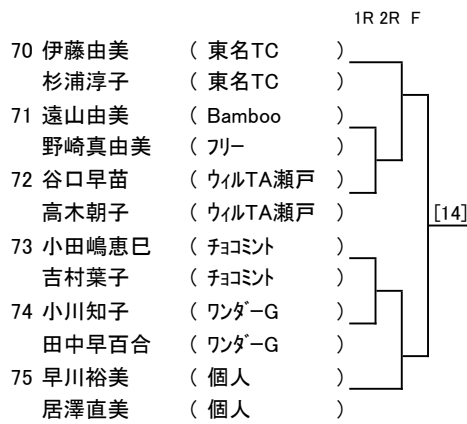 1R 2R F
70 伊藤由美 ( 東名TC )
杉浦淳子 ( 東名TC )
71 遠山由美 ( Bamboo )
野崎真由美 ( フリー )
72 谷口早苗 ( ウィルTA瀬戸 )
高木朝子 ( ウィルTA瀬戸 )
[14]
73 小田嶋恵巳 ( チョコミント )
吉村葉子 ( チョコミント )
74 小川知子 ( ワンダーG )
田中早百合 ( ワンダーG )
75 早川裕美 ( 個人 )
居澤直美 ( 個人 )